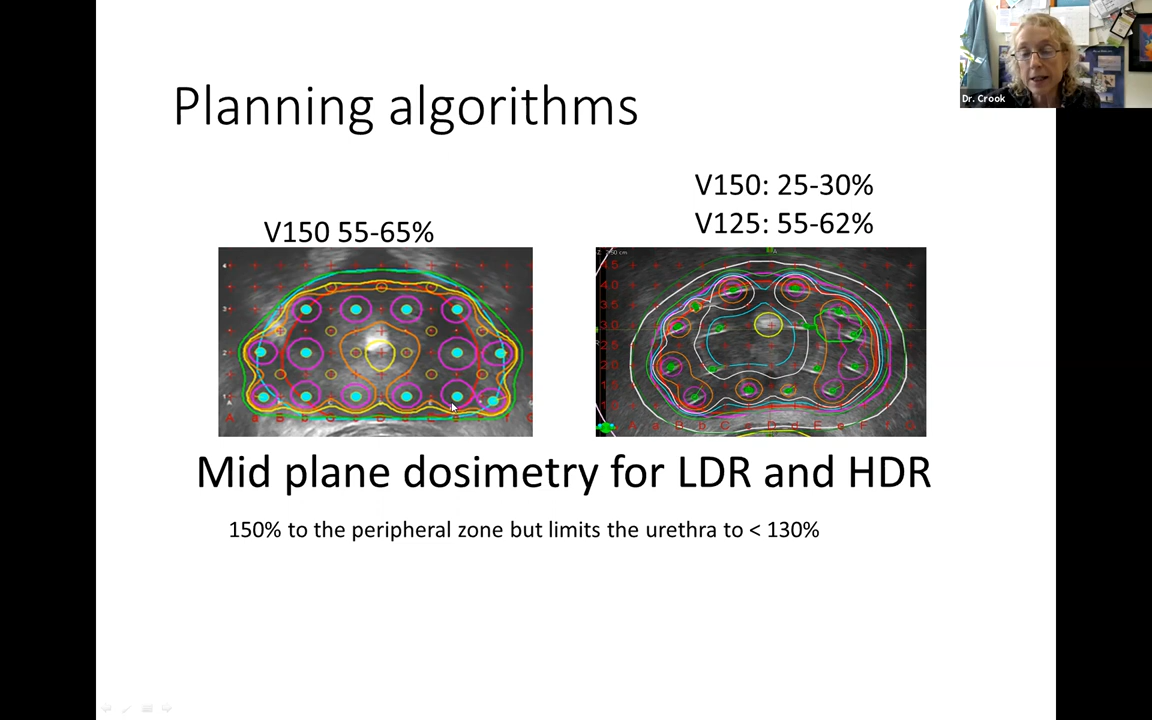 Dr. Crook
Planning algorithms
V150: 25-30%
V125: 55-62%
V150 55-65%
Mid plane dosimetry for LDR and HDR
150% to the peripheral zone but limits the urethra to < 130%